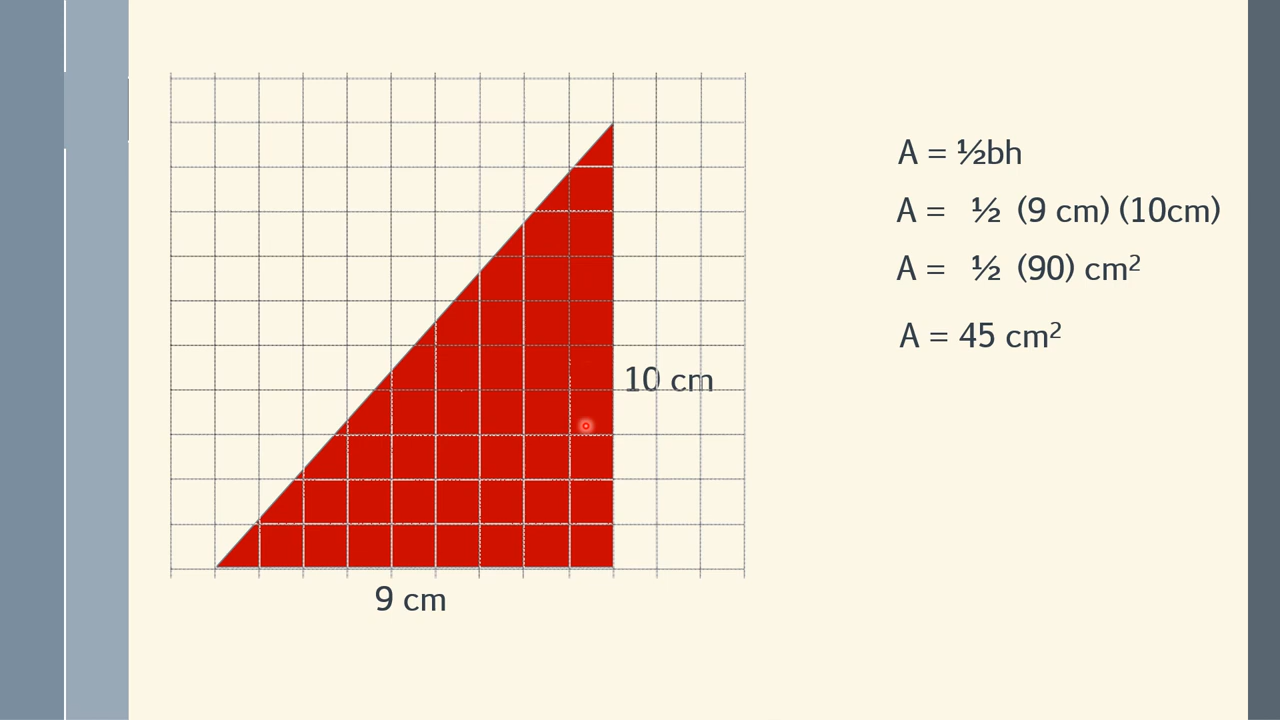 A = ½bh
A = ½ (9 cm) (10cm)
A = ½ (90) cm²
A = 45 cm²
10 cm
9 cm